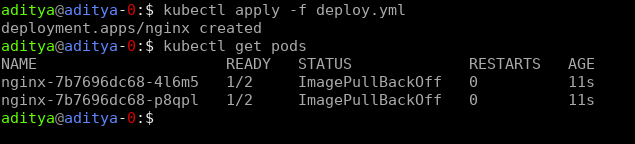 aditya@aditya-0:$ kubectl apply -f deploy.yml
deployment.apps/nginx created
aditya@aditya-0:$ kubectl get pods
NAME                     READY   STATUS             RESTARTS   AGE
nginx-7b7696dc68-4l6m5   1/2     ImagePullBackOff   0          11s
nginx-7b7696dc68-p8qpl   1/2     ImagePullBackOff   0          11s
aditya@aditya-0:$